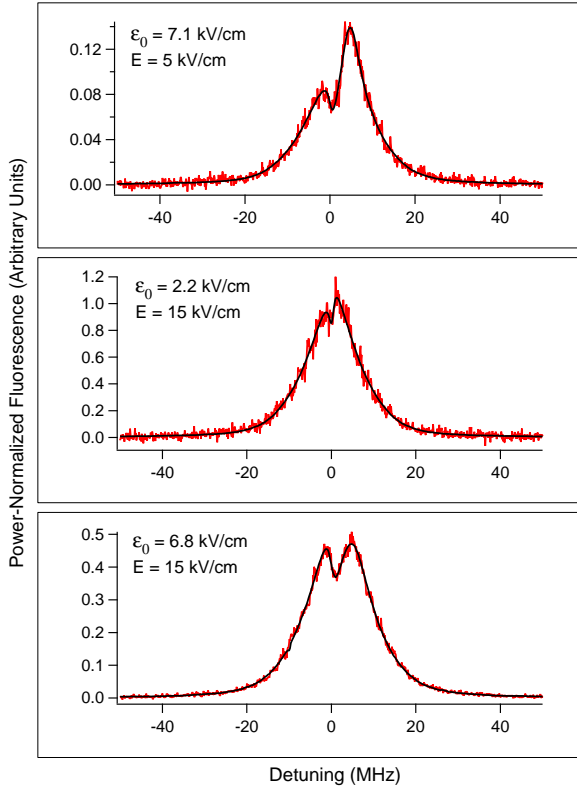 Power-Normalized Fluorescence (Arbitrary Units)
ε0 = 7.1 kV/cm
E = 5 kV/cm
0.12
0.08
0.04
0.00
-40 -20 0 20 40
ε0 = 2.2 kV/cm
E = 15 kV/cm
1.2
1.0
0.8
0.6
0.4
0.2
0.0
-40 -20 0 20 40
ε0 = 6.8 kV/cm
E = 15 kV/cm
0.5
0.4
0.3
0.2
0.1
0.0
-40 -20 0 20 40
Detuning (MHz)